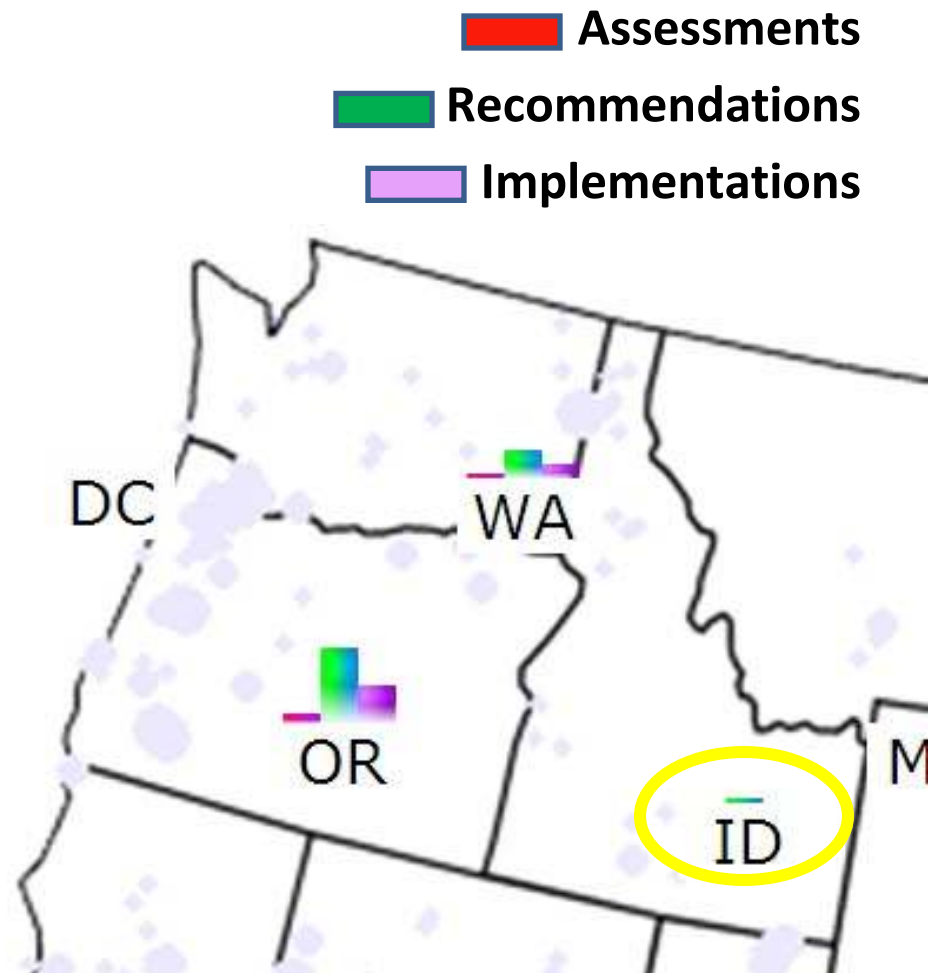 Assessments
Recommendations
Implementations
DC
WA
OR
M
ID